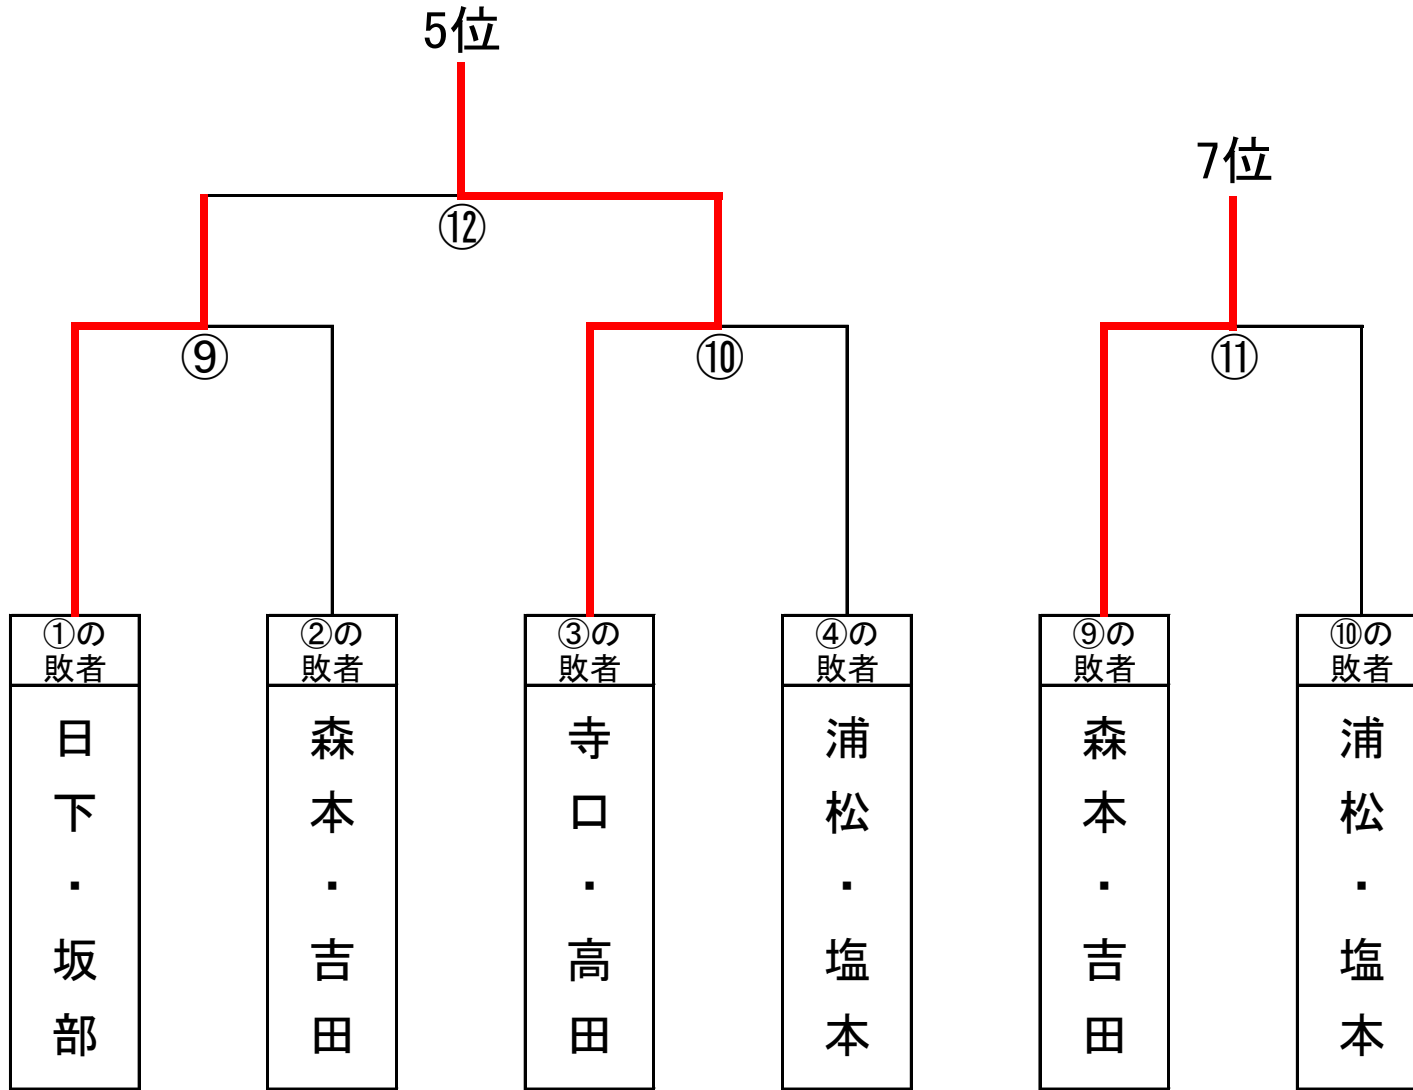 5位
7位
⑫
⑨
⑩
⑪
①の
敗者
②の
敗者
③の
敗者
④の
敗者
⑨の
敗者
⑩の
敗者
日下・坂部
森本・吉田
寺口・高田
浦松・塩本
森本・吉田
浦松・塩本